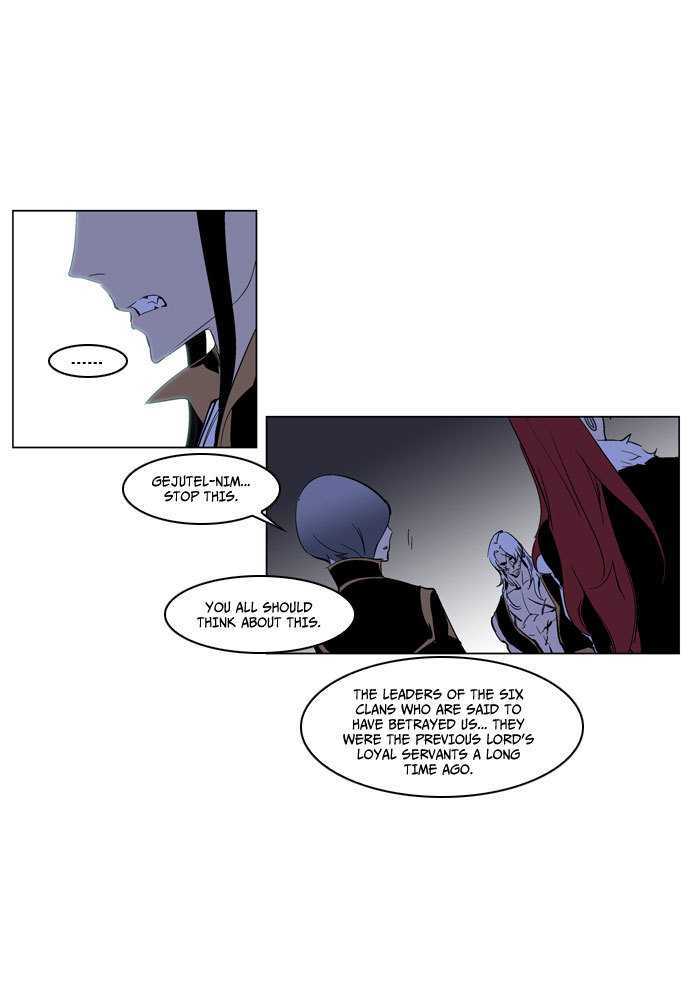 ------
GEJUTEL-NIM...
STOP THIS.
YOU ALL SHOULD
THINK ABOUT THIS.
THE LEADERS OF THE SIX
CLANS WHO ARE SAID TO
HAVE BETRAYED US... THEY
WERE THE PREVIOUS LORD'S
LOYAL SERVANTS A LONG
TIME AGO.